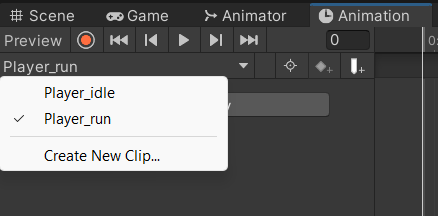 Scene Game Animator Animation
Preview 0
Player_run
Player_idle
Player_run
Create New Clip...